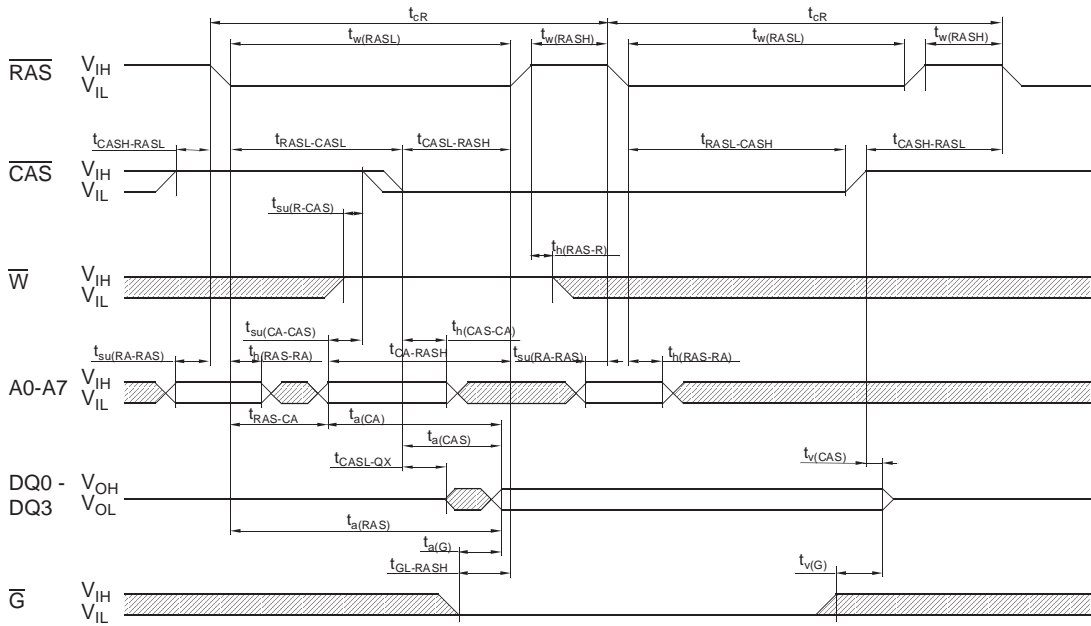 tcR tcR
tw(RASL) tw(RASH) tw(RASL) tw(RASH)
RAS VIH
VIL
tCASH-RASL tRASL-CASL tCASL-RASH tRASL-CASH tCASH-RASL
CAS VIH
VIL
tsu(R-CAS)
th(RAS-R)
W VIH
VIL
tsu(CA-CAS) th(CAS-CA)
tsu(RA-RAS) th(RAS-RA) tCA-RASH tsu(RA-RAS) th(RAS-RA)
A0-A7 VIH
VIL
tRAS-CA ta(CA)
ta(CAS)
tCASL-QX tv(CAS)
DQ0 - VOH
DQ3 VOL
ta(RAS)
ta(G)
tGL-RASH tv(G)
G VIH
VIL